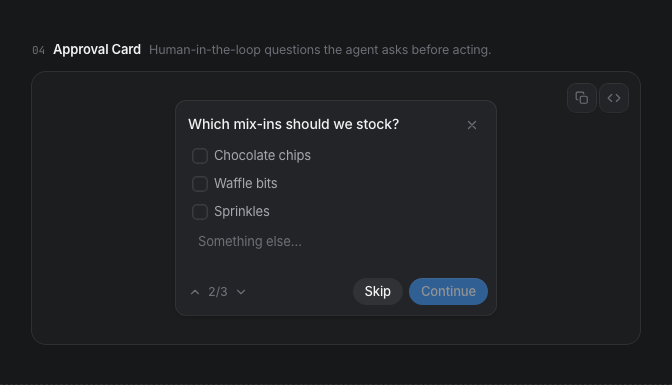 04 Approval Card Human-in-the-loop questions the agent asks before acting.
Which mix-ins should we stock?
Chocolate chips
Waffle bits
Sprinkles
Something else...
2/3 Skip Continue